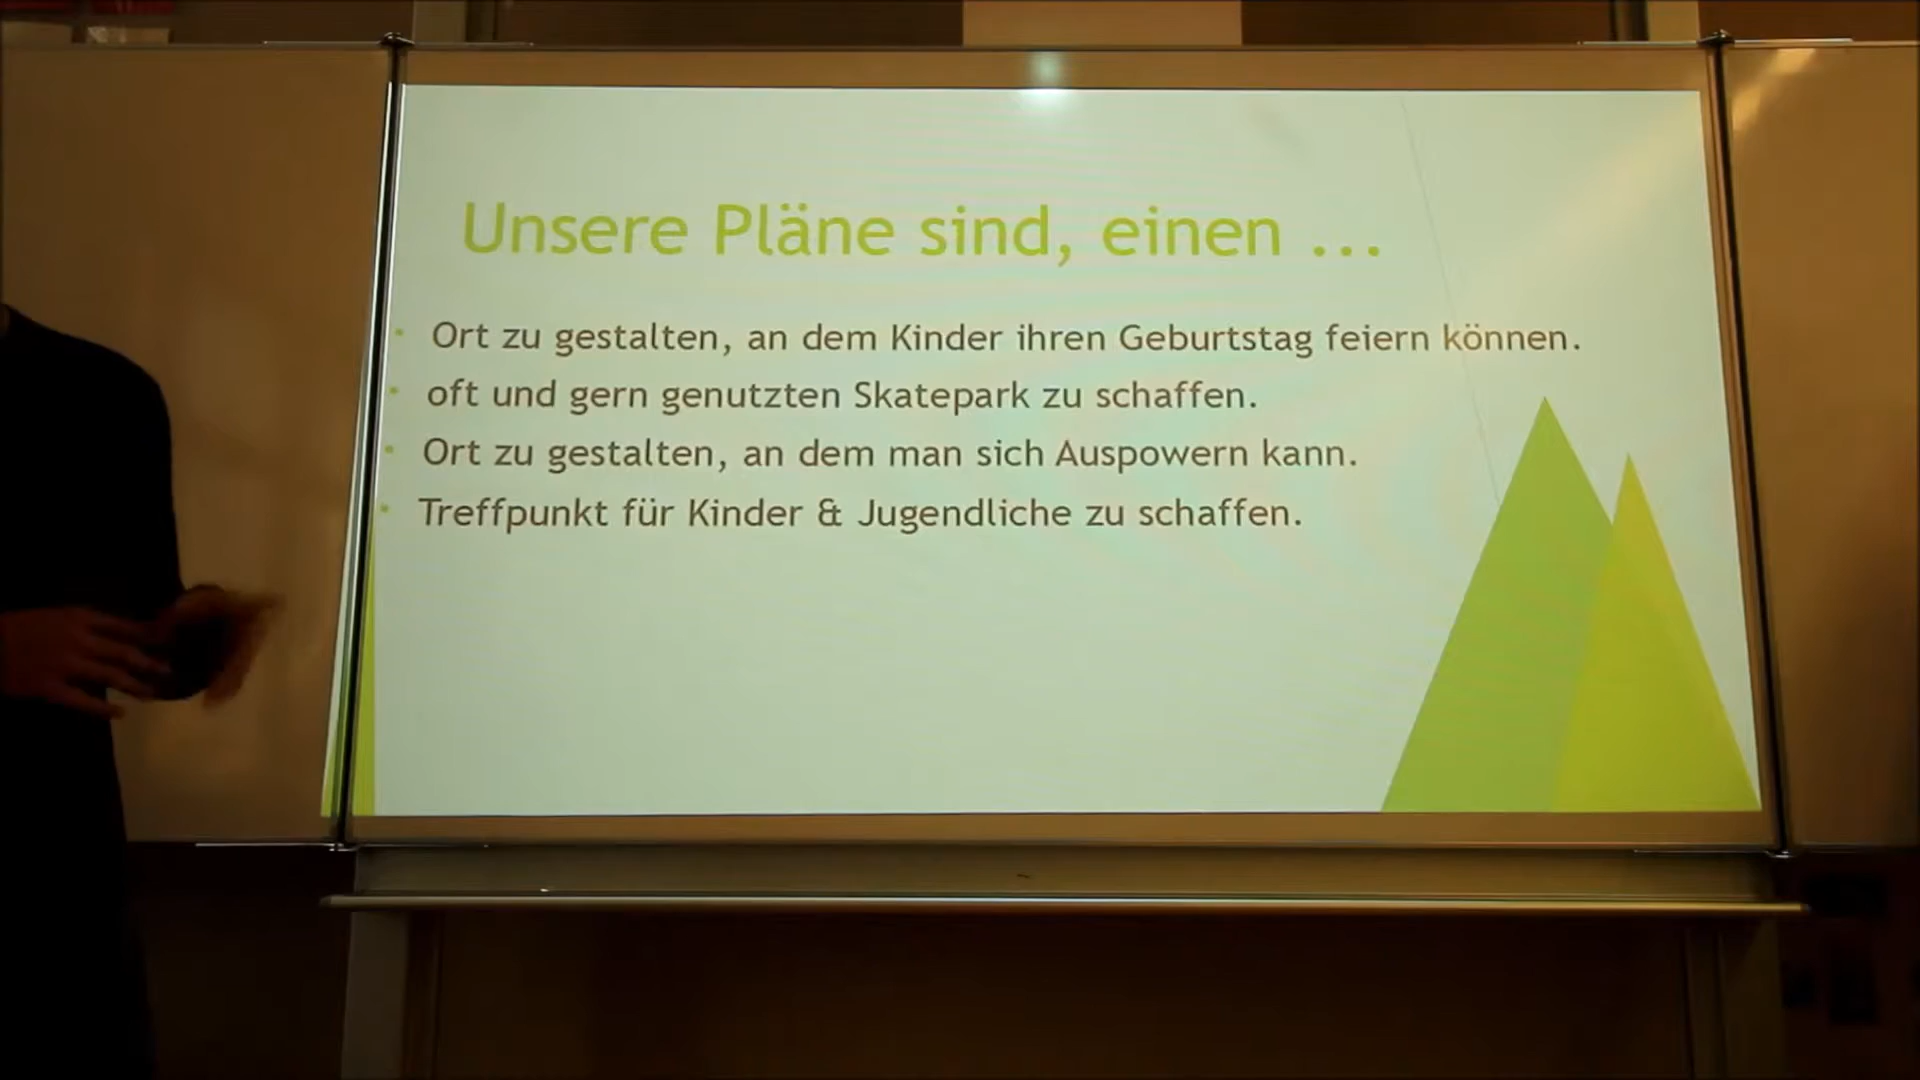 Unsere Pläne sind, einen ...
Ort zu gestalten, an dem Kinder ihren Geburtstag feiern können.
oft und gern genutzten Skatepark zu schaffen.
Ort zu gestalten, an dem man sich Auspowern kann.
Treffpunkt für Kinder & Jugendliche zu schaffen.